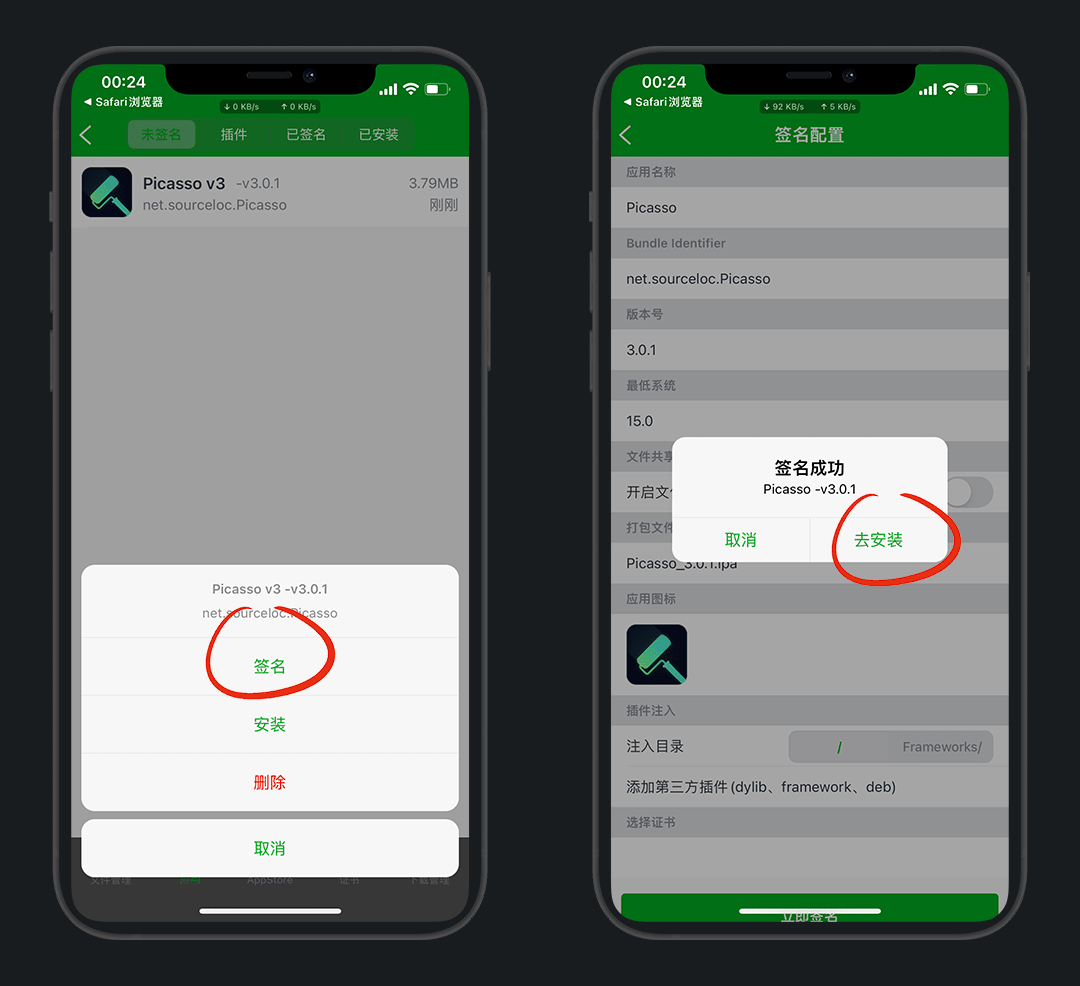 00:24
◀ Safari浏览器
↓ 0 KB/s ↑ 0 KB/s
未签名 插件 已签名 已安装
Picasso v3 -v3.0.1 3.79MB
net.sourceloc.Picasso 刚刚
Picasso v3 -v3.0.1
net.sourceloc.Picasso
签名
安装
删除
取消
文件管理 AppStore 证书 下载管理
00:24
◀ Safari浏览器
↓ 92 KB/s ↑ 5 KB/s
签名配置
应用名称
Picasso
Bundle Identifier
net.sourceloc.Picasso
版本号
3.0.1
最低系统
15.0
文件共享
开启文
签名成功
Picasso -v3.0.1
取消 去安装
打包文件
Picasso_3.0.1.ipa
应用图标
插件注入
注入目录 / Frameworks/
添加第三方插件(dylib、framework、deb)
选择证书
立即签名